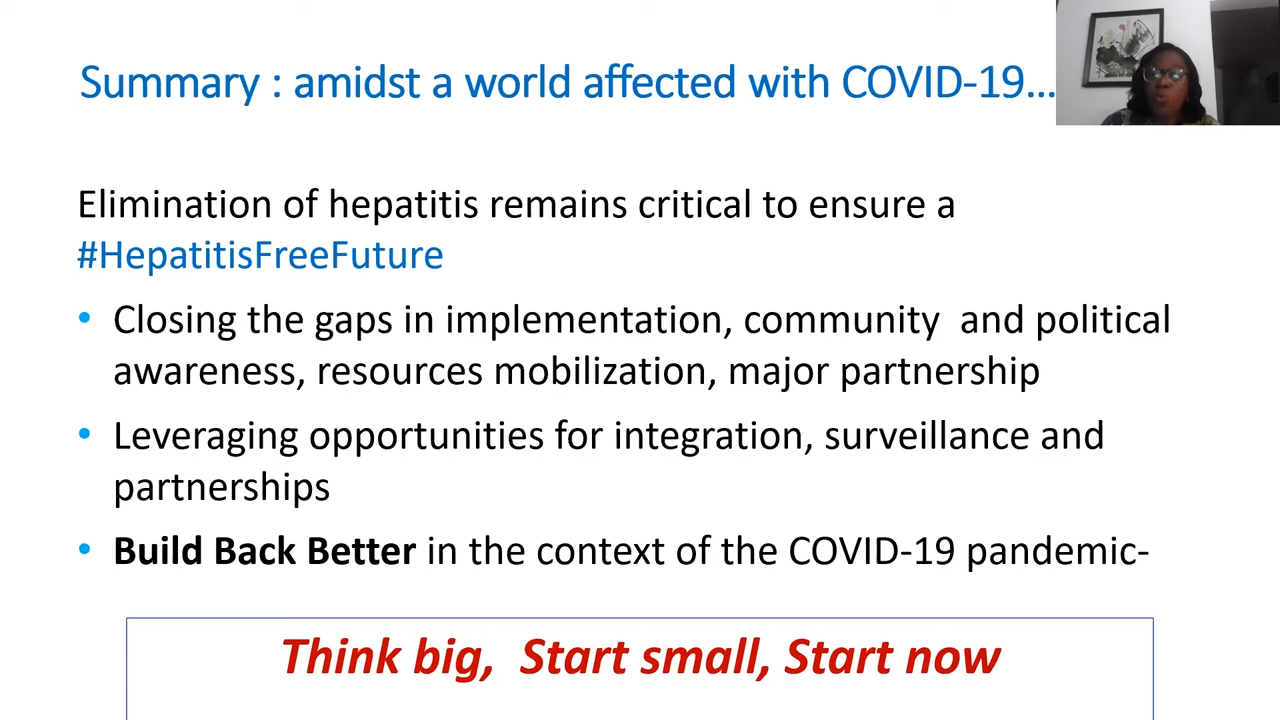 Summary : amidst a world affected with COVID-19...
Elimination of hepatitis remains critical to ensure a
#HepatitisFreeFuture
• Closing the gaps in implementation, community  and political
awareness, resources mobilization, major partnership
• Leveraging opportunities for integration, surveillance and
partnerships
• Build Back Better in the context of the COVID-19 pandemic-
Think big,  Start small, Start now